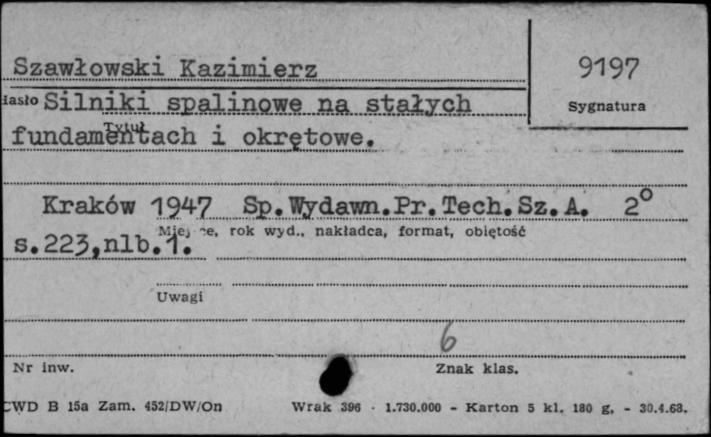 Szawłowski Kazimierz
9197
Hasło Silniki spalinowe na stałych
Sygnatura
Tytuł
fundamentach i okrętowe.
Kraków 1947 Sp.Wydawn.Pr.Tech.Sz.A. 2°
Miejsce, rok wyd., nakładca, format, objętość
s.223,nlb.1.
Uwagi
6
Nr inw.
Znak klas.
CWD B 15a Zam. 452/DW/On Wrak 396 - 1.730.000 - Karton 5 kl. 180 g. - 30.4.68.